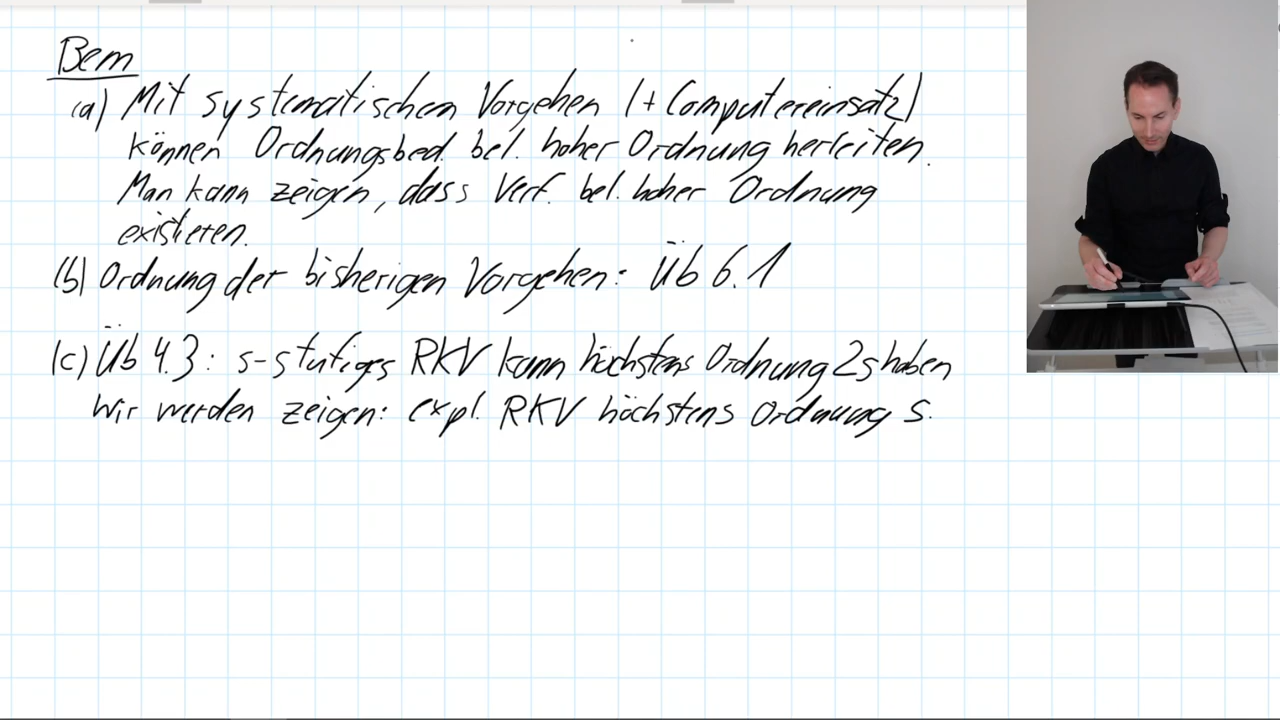 Bem
(a) Mit systematischem Vorgehen (+ Computereinsatz)
können Ordnungsbed. bel. hoher Ordnung herleiten.
Man kann zeigen, dass Verf. bel. hoher Ordnung
existieren.
(b) Ordnung der bisherigen Vorgehen: Üb 6.1
(c) Üb 4.3: s-stufiges RKV kann höchstens Ordnung 2s haben
Wir werden zeigen: expl. RKV höchstens Ordnung s.